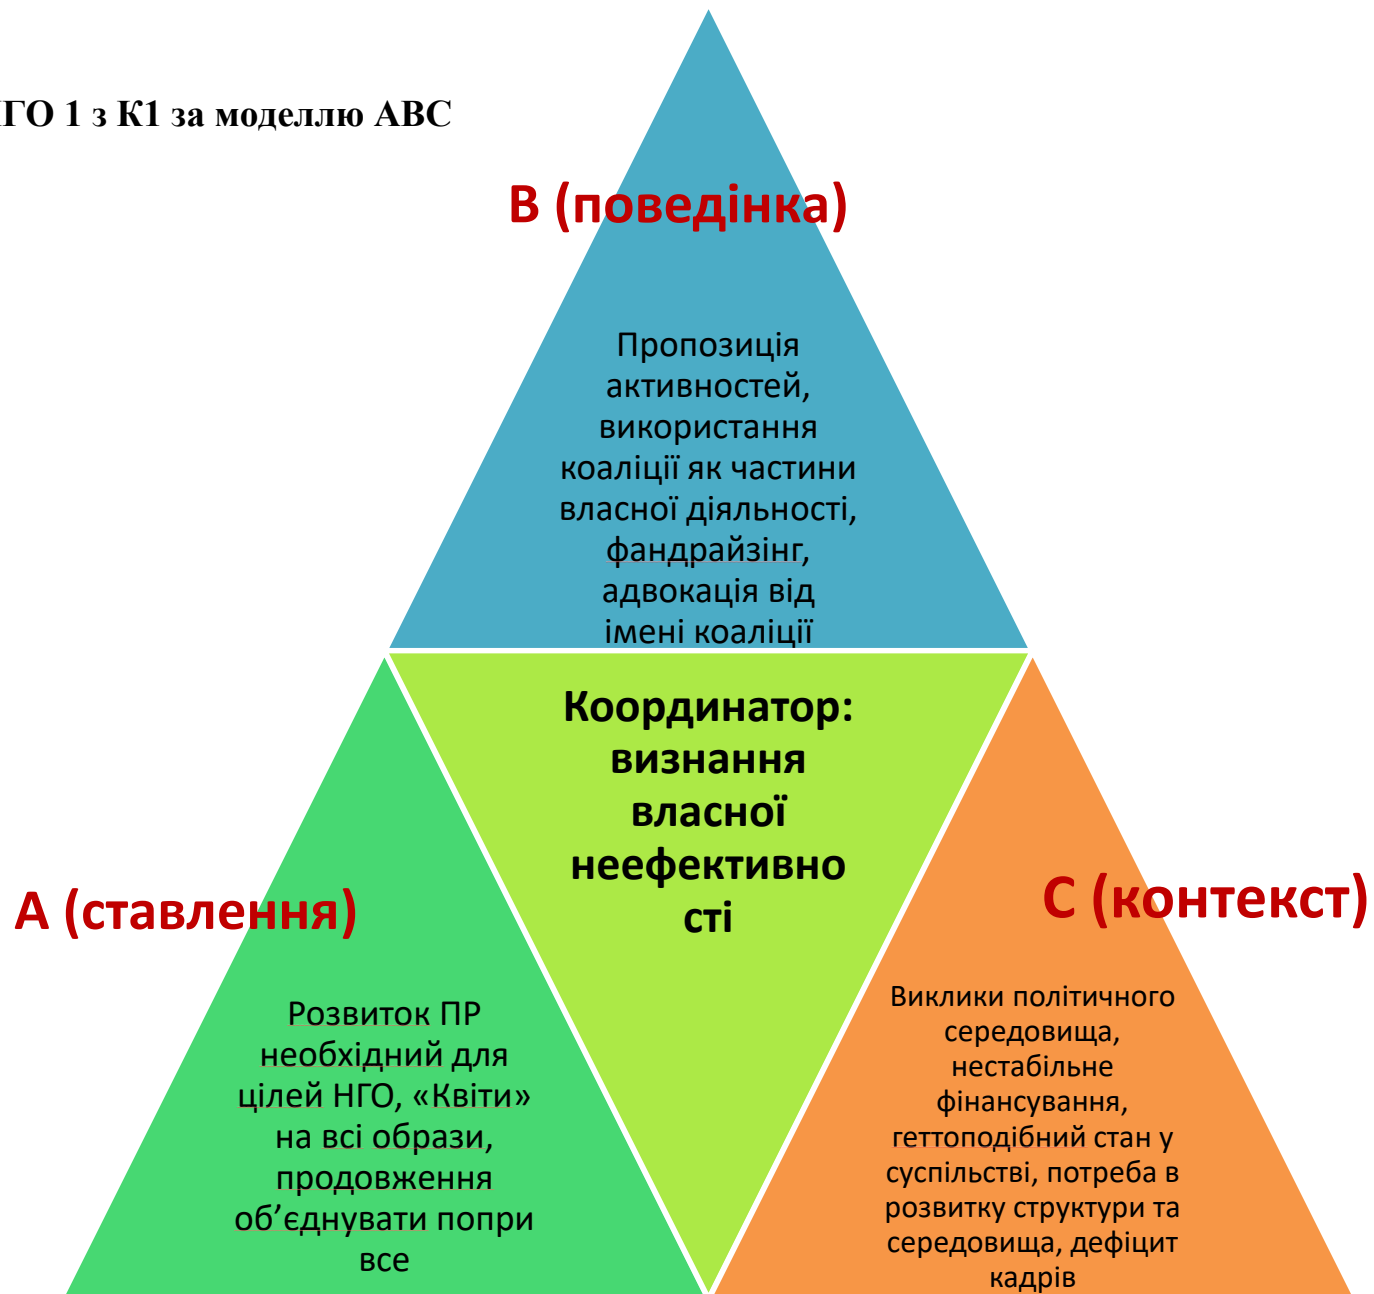 НГО 1 з К1 за моделлю АВС
В (поведінка)
Пропозиція
активностей,
використання
коаліції як частини
власної діяльності,
фандрайзінг,
адвокація від
імені коаліції
Координатор:
визнання
власної
неефективно
сті
А (ставлення)
С (контекст)
Розвиток ПР
необхідний для
цілей НГО, «Квіти»
на всі образи,
продовження
об’єднувати попри
все
Виклики політичного
середовища,
нестабільне
фінансування,
геттоподібний стан у
суспільстві, потреба в
розвитку структури та
середовища, дефіцит
кадрів